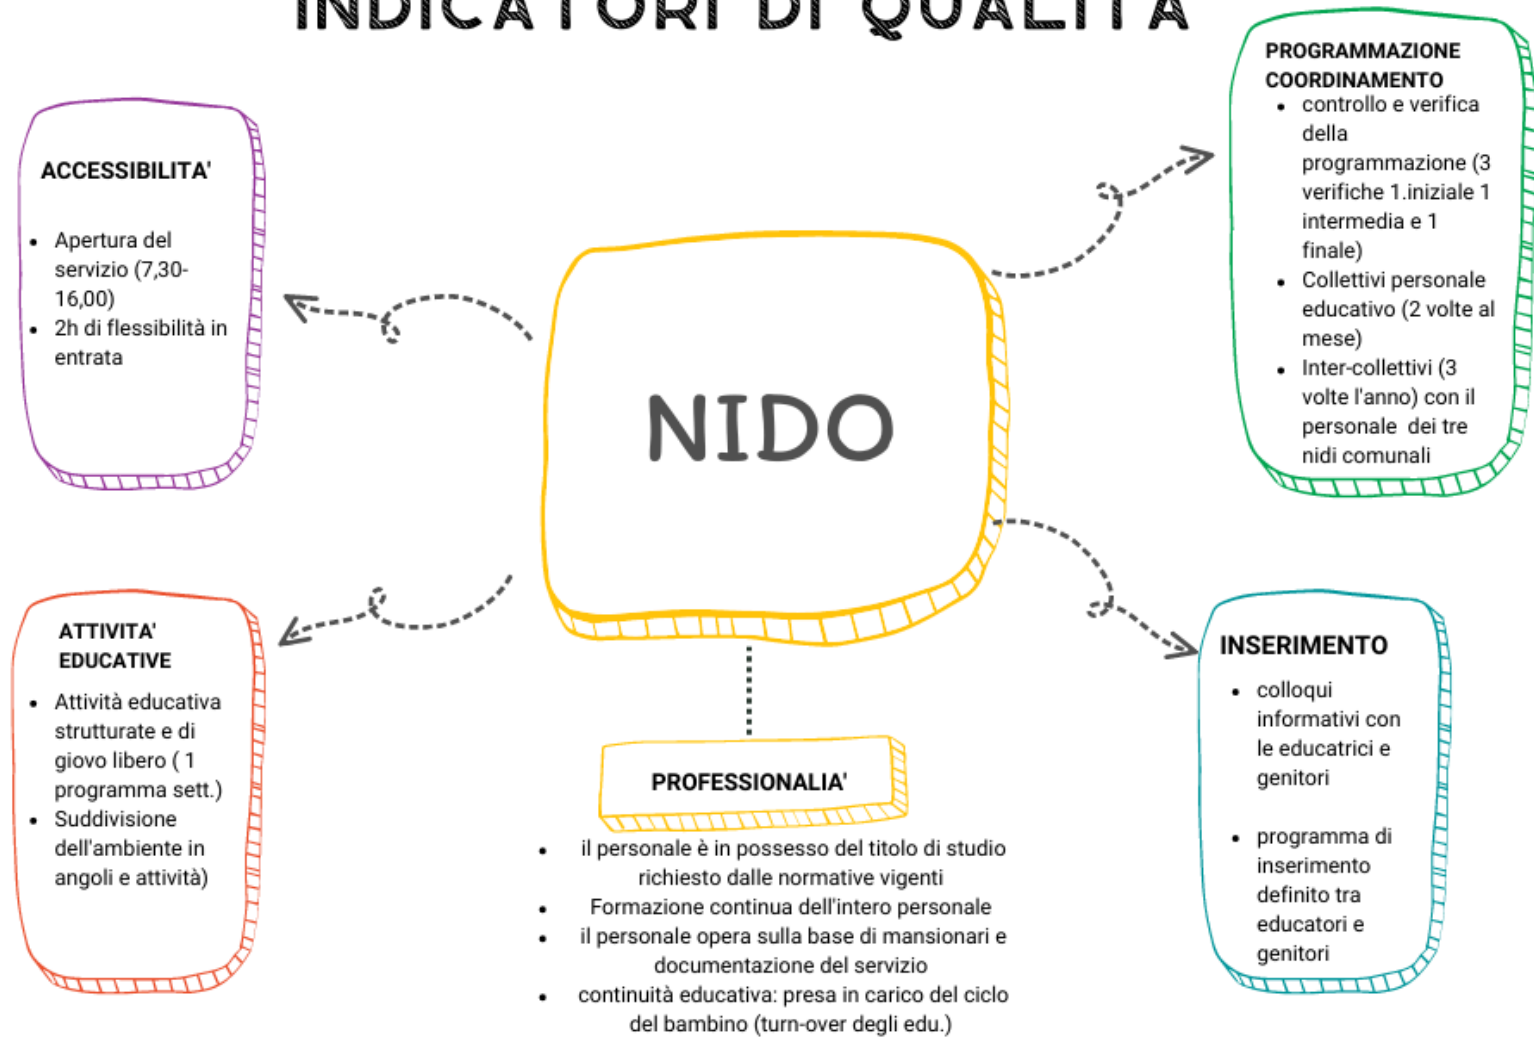 INDICATORI DI QUALITÀ
ACCESSIBILITA'
• Apertura del
servizio (7,30-
16,00)
• 2h di flessibilità in
entrata
PROGRAMMAZIONE
COORDINAMENTO
• controllo e verifica
della
programmazione (3
verifiche 1.iniziale 1
intermedia e 1
finale)
• Collettivi personale
educativo (2 volte al
mese)
• Inter-collettivi (3
volte l'anno) con il
personale dei tre
nidi comunali
NIDO
ATTIVITA'
EDUCATIVE
• Attività educativa
strutturate e di
giovo libero ( 1
programma sett.)
• Suddivisione
dell'ambiente in
angoli e attività)
PROFESSIONALIA'
• il personale è in possesso del titolo di studio
richiesto dalle normative vigenti
• Formazione continua dell'intero personale
• il personale opera sulla base di mansionari e
documentazione del servizio
• continuità educativa: presa in carico del ciclo
del bambino (turn-over degli edu.)
INSERIMENTO
• colloqui
informativi con
le educatrici e
genitori
• programma di
inserimento
definito tra
educatori e
genitori